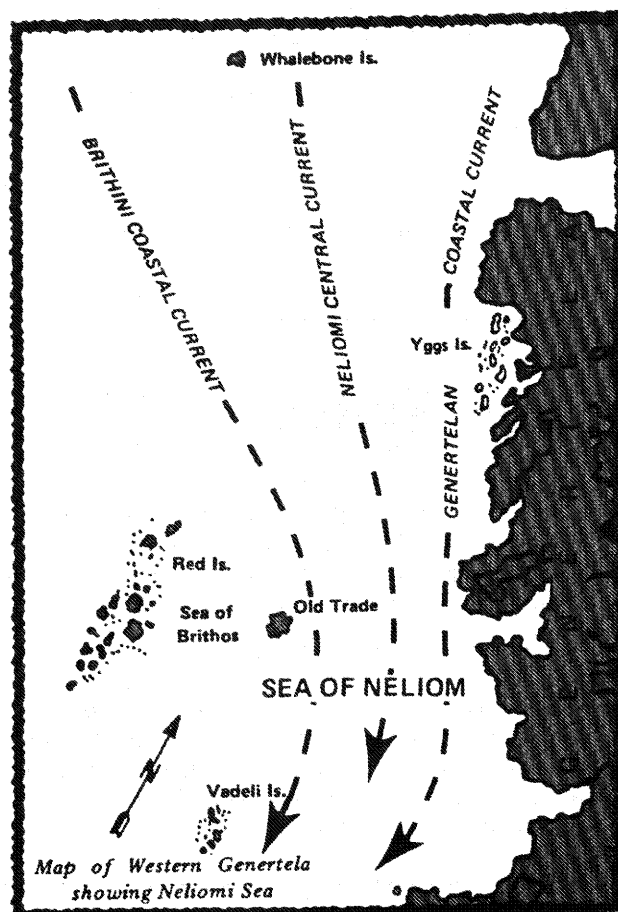 Whalebone Is.
BRITHINI COASTAL CURRENT
NELIOMI CENTRAL CURRENT
GENERTELAN COASTAL CURRENT
Yggs Is.
Red Is.
Sea of
Brithos
Old Trade
SEA OF NELIOM
N
Vadeli Is.
Map of Western Genertela
showing Neliomi Sea